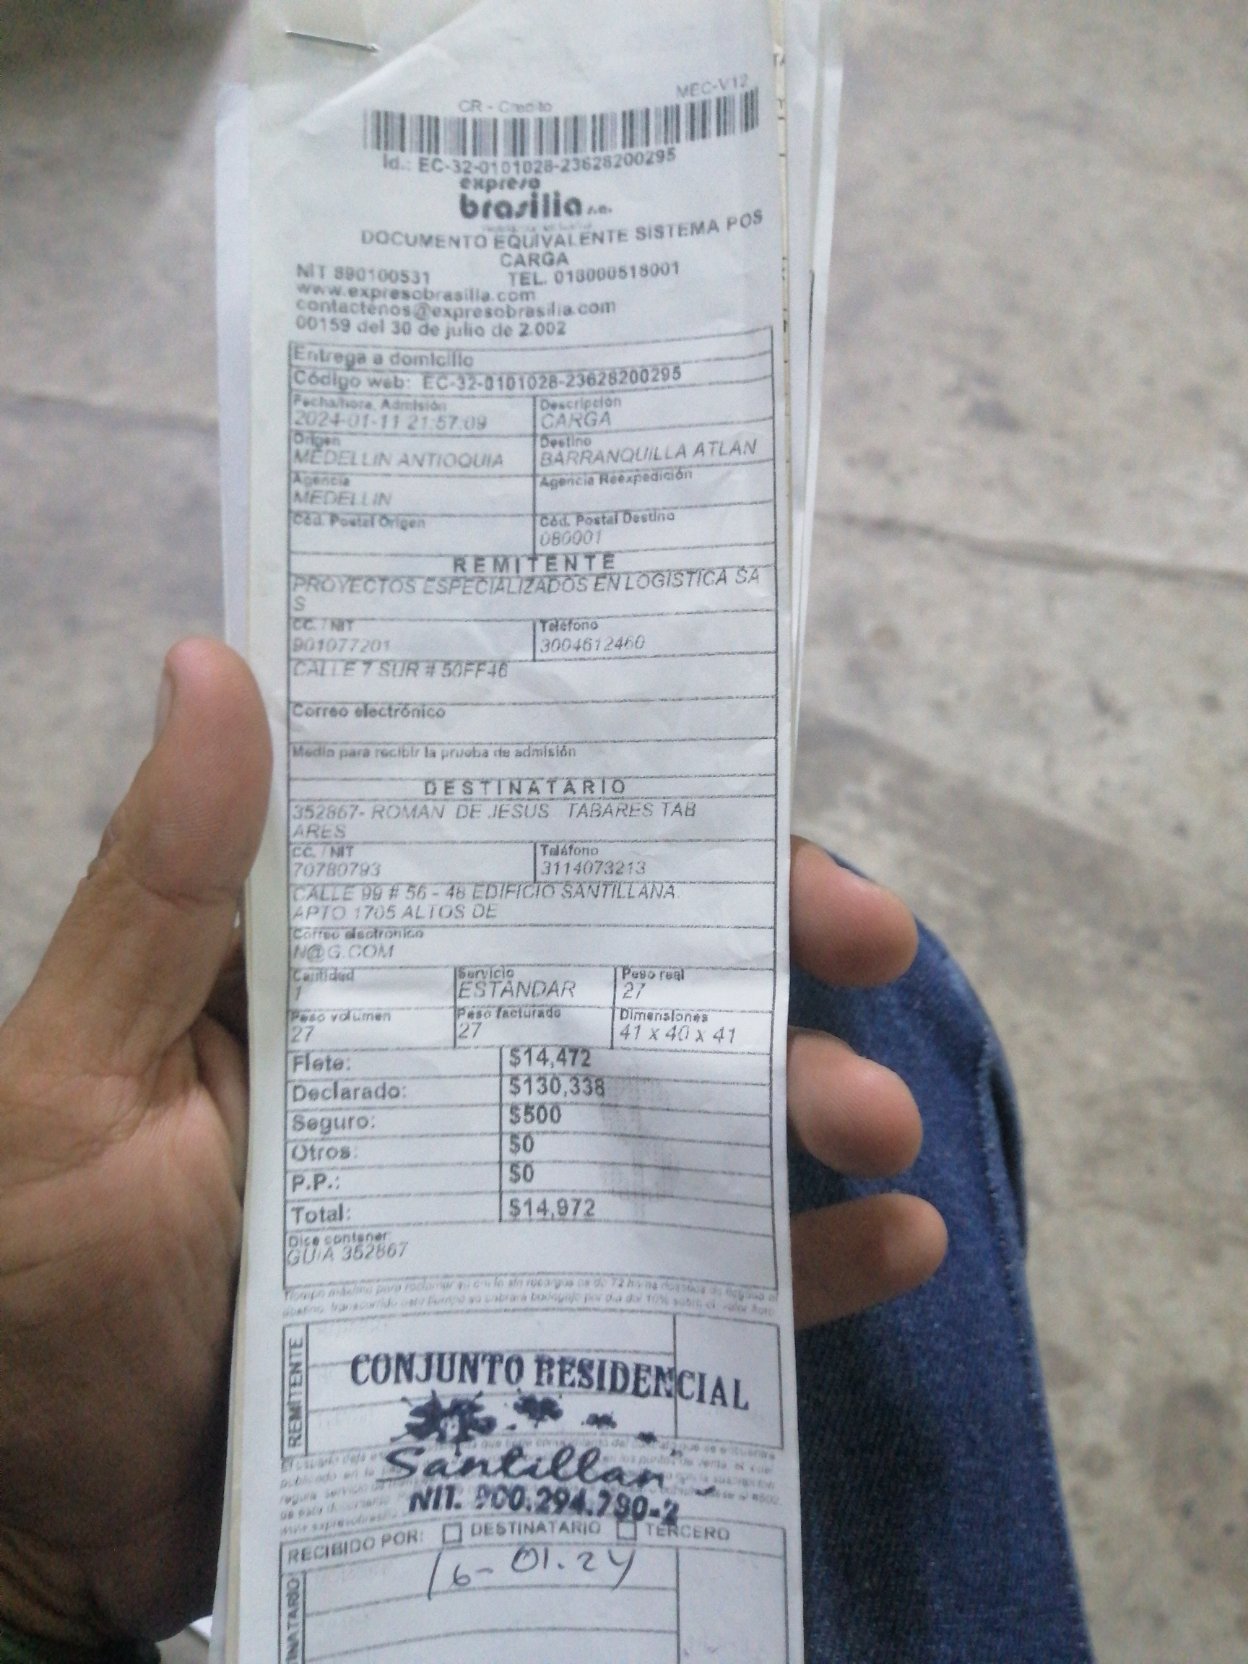 CR - Credito
MEC-V12
Id.: EC-32-0101028-23628200295
expreso
brasilia s.a.
DOCUMENTO EQUIVALENTE SISTEMA POS
CARGA
NIT 890100531 TEL. 018000518001
www.expresobrasilia.com
contactenos@expresobrasilia.com
00159 del 30 de julio de 2.002
Entrega a domicilio
Código web: EC-32-0101028-23628200295
Fecha/hora. Admisión Descripción
2024-01-11 21:57:09 CARGA
Origen Destino
MEDELLIN ANTIOQUIA BARRANQUILLA ATLAN
Agencia Agencia Reexpedición
MEDELLIN
Cód. Postal Origen Cód. Postal Destino
080001
REMITENTE
PROYECTOS ESPECIALIZADOS EN LOGISTICA SA
S
CC. / NIT Teléfono
901077201 3004612460
CALLE 7 SUR # 50FF46
Correo electrónico
Medio para recibir la prueba de admisión
DESTINATARIO
352867- ROMAN DE JESUS TABARES TAB
ARES
CC. / NIT Teléfono
70780793 3114073213
CALLE 99 # 56 - 48 EDIFICIO SANTILLANA
APTO 1705 ALTOS DE
Correo electronico
N@G.COM
Cantidad Servicio Peso real
1 ESTANDAR 27
Peso volumen Peso facturado Dimensiones
27 27 41 x 40 x 41
Flete: $14,472
Declarado: $130,338
Seguro: $500
Otros: $0
P.P.: $0
Total: $14,972
Dice contener
GUIA 352867
Tiempo máximo para reclamar
REMITENTE
CONJUNTO RESIDENCIAL
Santillana
NIT. 900.294.790-2
RECIBIDO POR: DESTINATARIO TERCERO
16-01.24